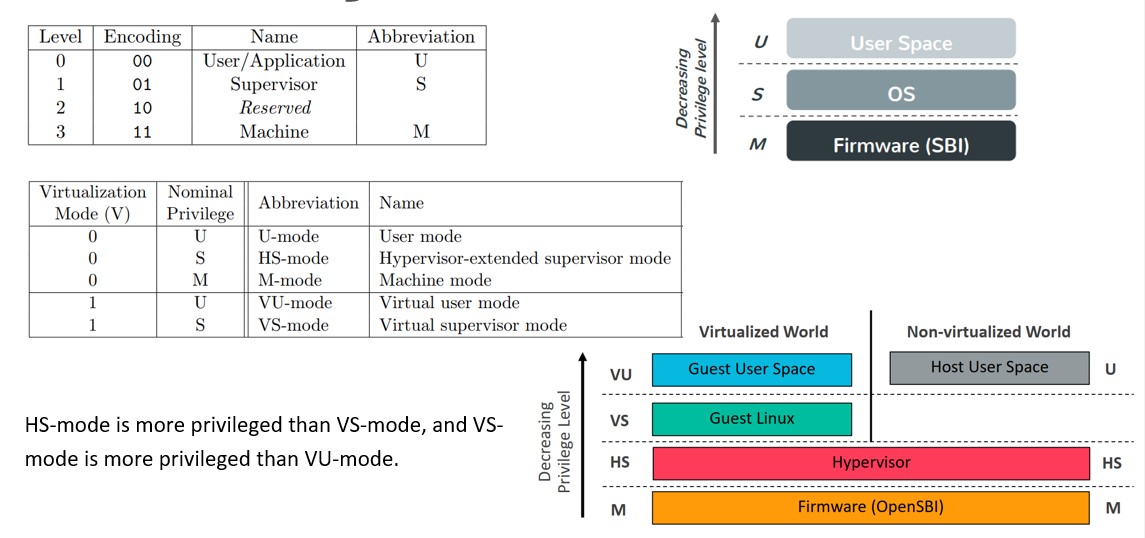 Level Encoding Name Abbreviation
0 00 User/Application U
1 01 Supervisor S
2 10 Reserved
3 11 Machine M
Decreasing
Privilege level
U User Space
S OS
M Firmware (SBI)
Virtualization Nominal
Mode (V) Privilege Abbreviation Name
0 U U-mode User mode
0 S HS-mode Hypervisor-extended supervisor mode
0 M M-mode Machine mode
1 U VU-mode Virtual user mode
1 S VS-mode Virtual supervisor mode
HS-mode is more privileged than VS-mode, and VS-
mode is more privileged than VU-mode.
Virtualized World Non-virtualized World
Decreasing
Privilege Level
VU Guest User Space Host User Space U
VS Guest Linux
HS Hypervisor HS
M Firmware (OpenSBI) M